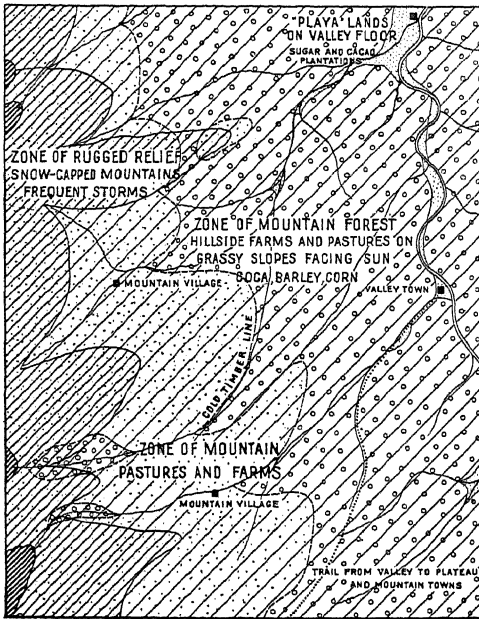 "PLAYA" LANDS
ON VALLEY FLOOR
SUGAR AND CACAO
PLANTATIONS
ZONE OF RUGGED RELIEF
SNOW-CAPPED MOUNTAINS
FREQUENT STORMS
ZONE OF MOUNTAIN FOREST
HILLSIDE FARMS AND PASTURES ON
GRASSY SLOPES FACING SUN
COCA, BARLEY, CORN
MOUNTAIN VILLAGE
VALLEY TOWN
COLD TIMBER LINE
ZONE OF MOUNTAIN
PASTURES AND FARMS
MOUNTAIN VILLAGE
TRAIL FROM VALLEY TO PLATEAU
AND MOUNTAIN TOWNS